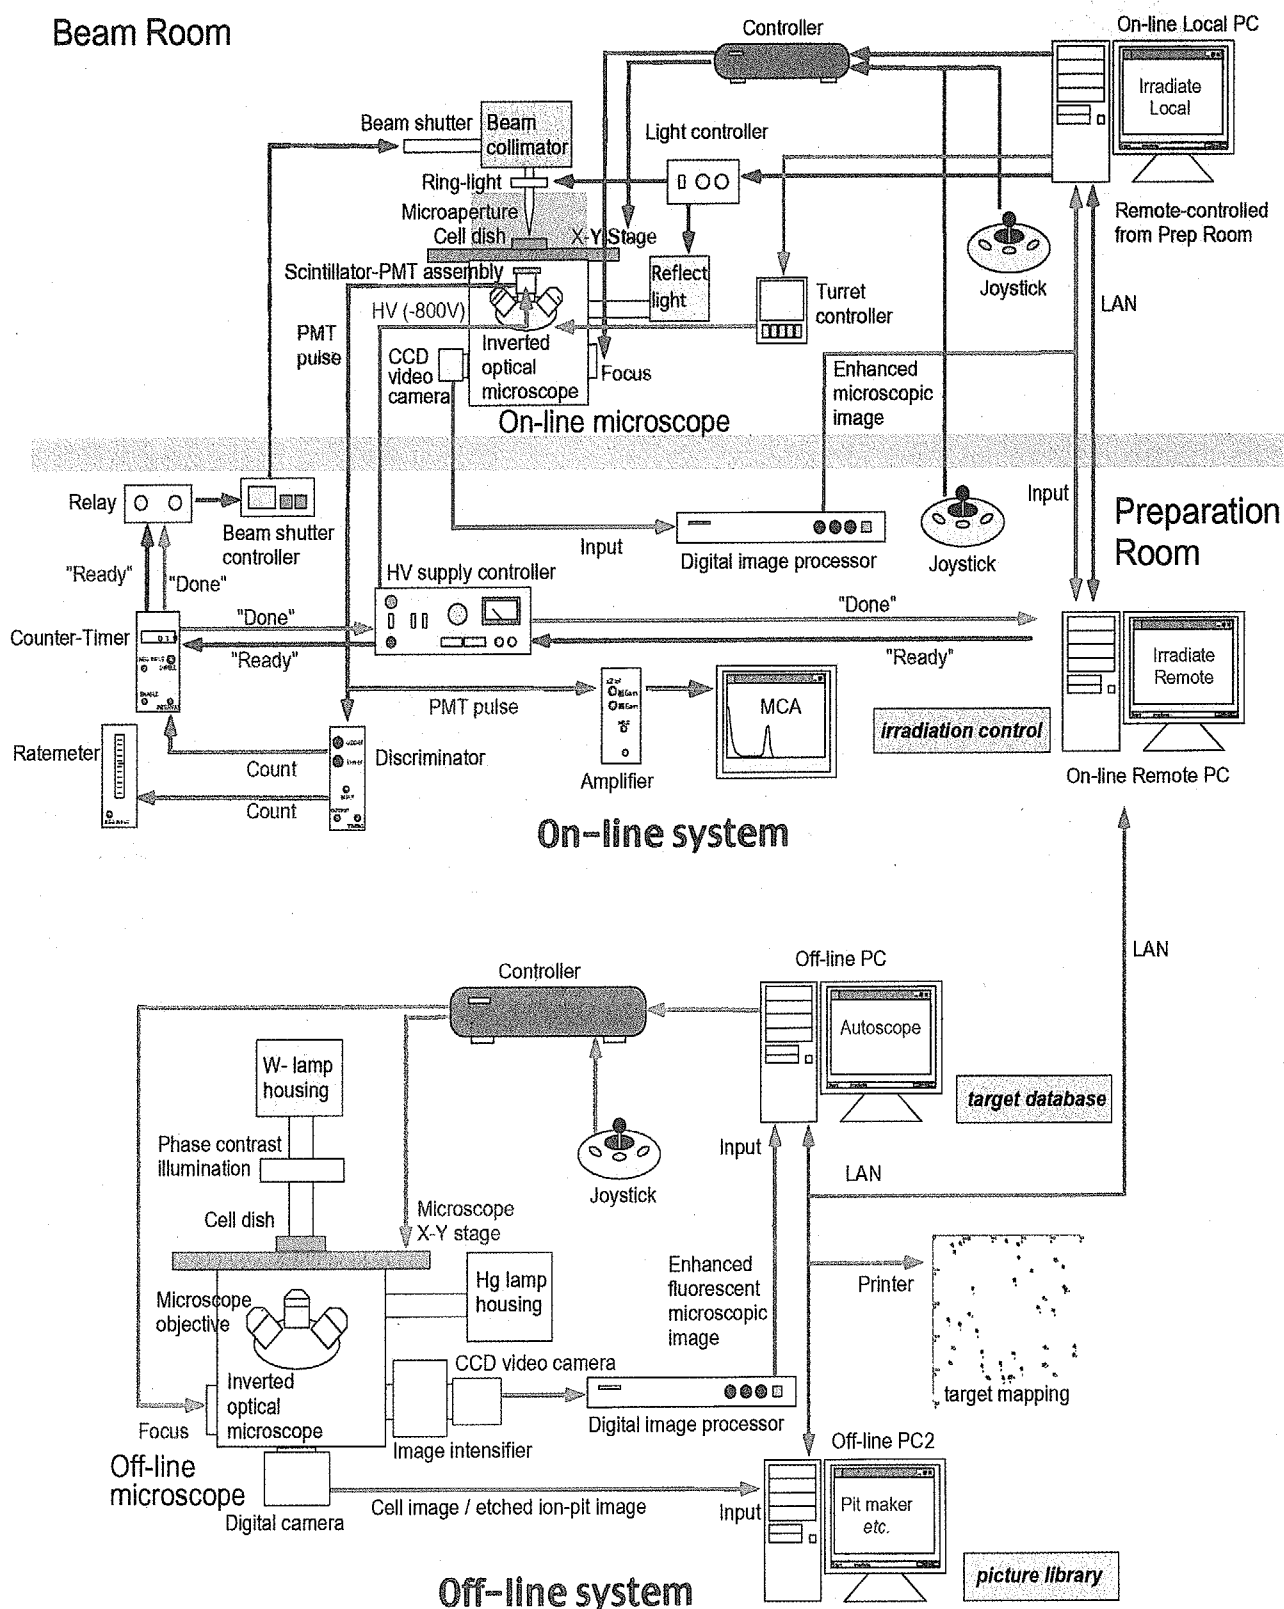 Beam Room
Controller
On-line Local PC
Irradiate
Local
Beam shutter
Beam
collimator
Light controller
Ring-light
Microaperture
Cell dish
X-Y Stage
Remote-controlled
from Prep Room
Scintillator-PMT assembly
Reflect
light
Joystick
HV (-800V)
Turret
controller
LAN
PMT
pulse
Inverted
optical
microscope
CCD
video
camera
Focus
Enhanced
microscopic
image
On-line microscope
Relay
Beam shutter
controller
Input
Digital image processor
Joystick
Input
Preparation
Room
"Ready"
"Done"
HV supply controller
Counter-Timer
"Done"
"Ready"
"Done"
"Ready"
Irradiate
Remote
PMT pulse
MCA
irradiation control
Ratemeter
Count
Discriminator
Amplifier
On-line Remote PC
Count
On-line system
LAN
Off-line PC
Controller
Autoscope
W- lamp
housing
target database
Phase contrast
illumination
Input
Joystick
LAN
Cell dish
Microscope
X-Y stage
Enhanced
fluorescent
microscopic
image
Printer
Hg lamp
housing
Microscope
objective
CCD video camera
Inverted
optical
microscope
target mapping
Focus
Digital image processor
Image intensifier
Off-line PC2
Off-line
microscope
Digital camera
Cell image / etched ion-pit image
Input
Pit maker
etc.
picture library
Off-line system